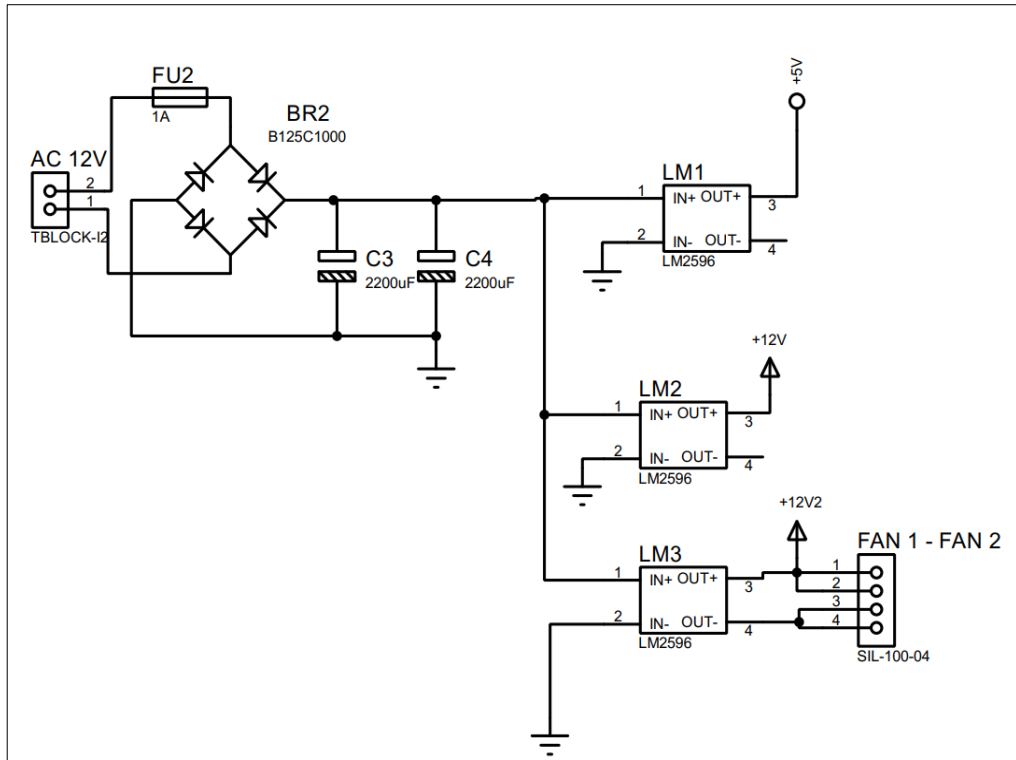 FU2
1A
BR2
B125C1000
AC 12V
2
1
TBLOCK-I2
C3
2200uF
C4
2200uF
+5V
LM1
1
IN+ OUT+
3
2
IN- OUT-
4
LM2596
+12V
LM2
1
IN+ OUT+
3
2
IN- OUT-
4
LM2596
+12V2
FAN 1 - FAN 2
LM3
1
IN+ OUT+
3
2
IN- OUT-
4
LM2596
1
2
3
4
SIL-100-04